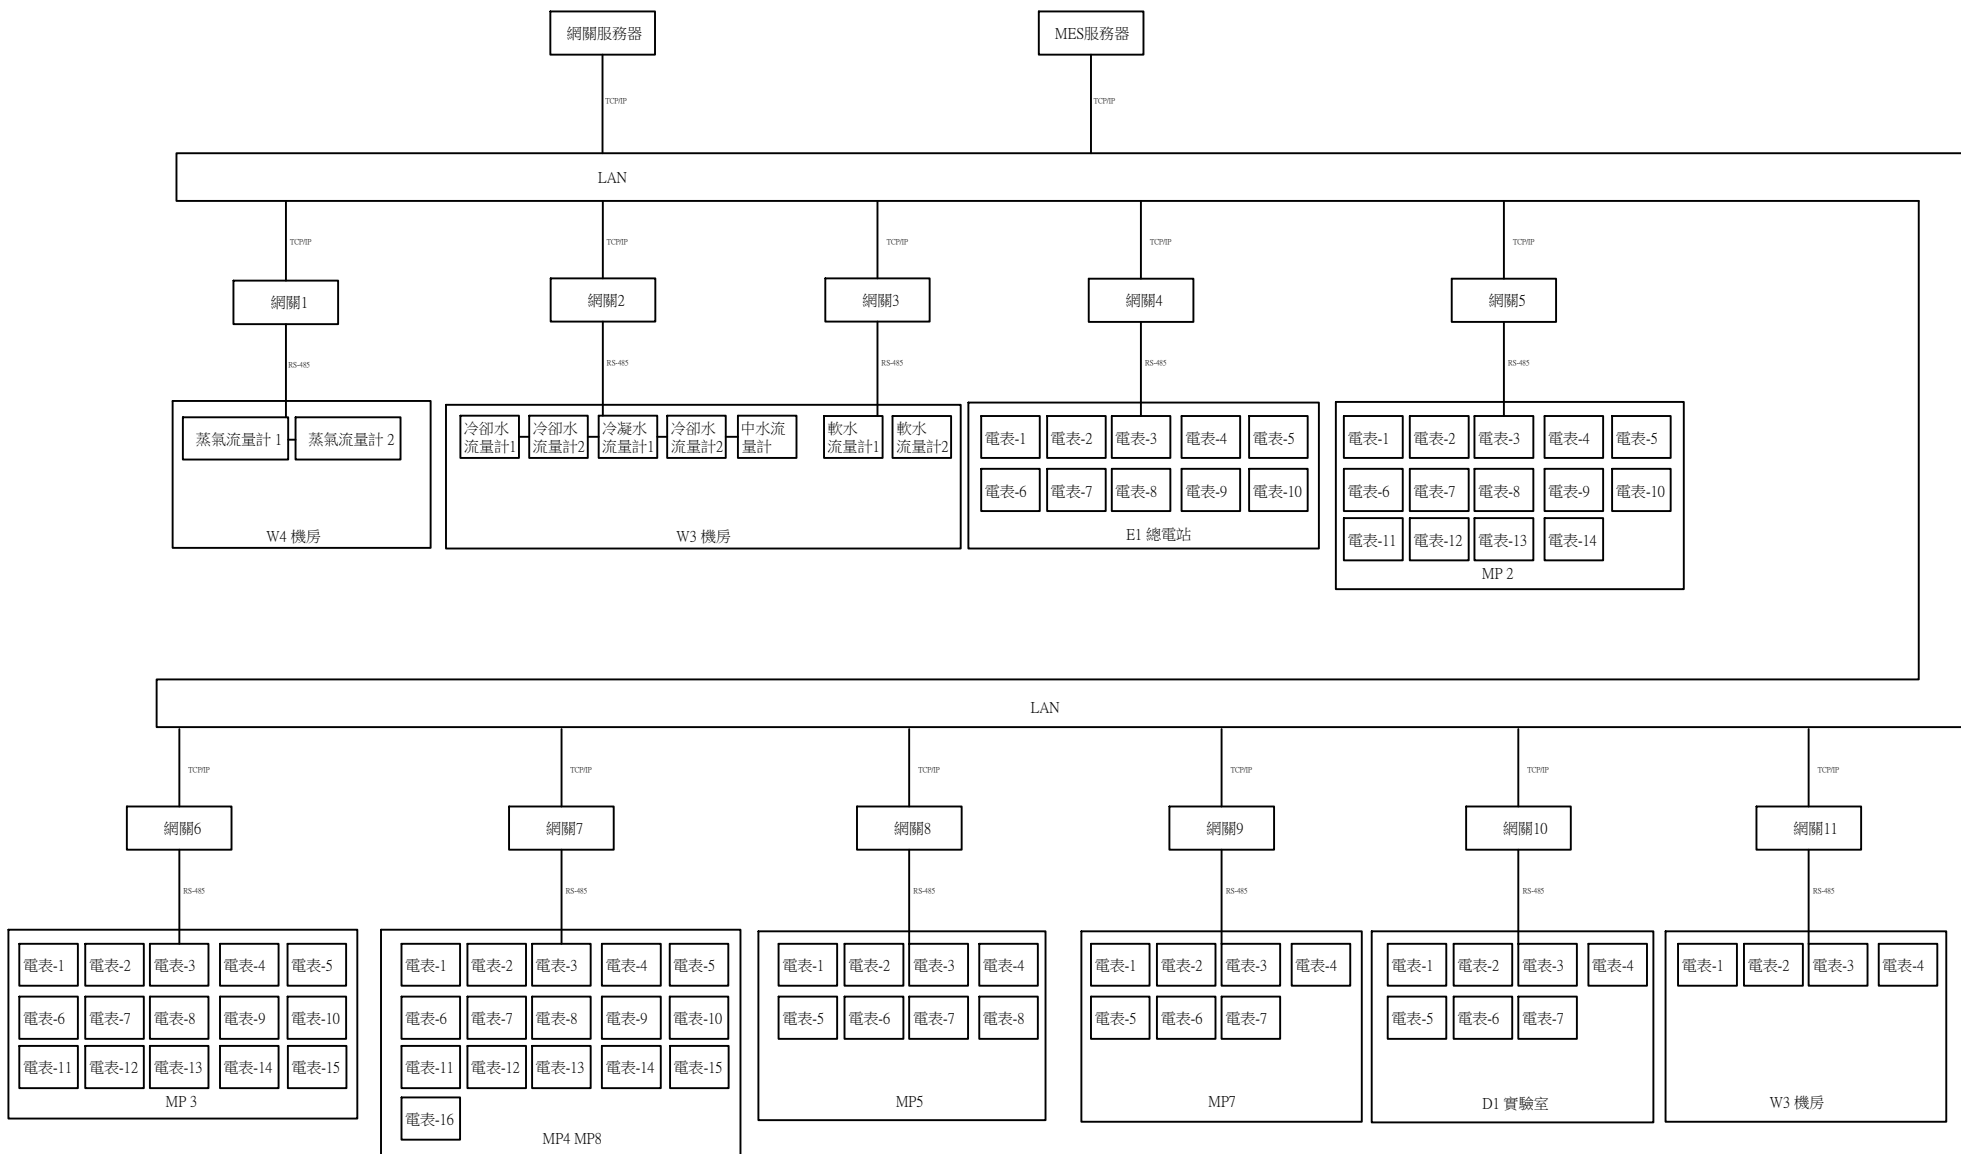 網關服務器
MES服務器
TCP/IP
TCP/IP
LAN
TCP/IP
TCP/IP
TCP/IP
TCP/IP
TCP/IP
網關1
網關2
網關3
網關4
網關5
RS-485
RS-485
RS-485
RS-485
RS-485
蒸氣流量計 1
蒸氣流量計 2
W4 機房
冷卻水
流量計1
冷卻水
流量計2
冷凝水
流量計1
冷卻水
流量計2
中水流
量計
軟水
流量計1
軟水
流量計2
W3 機房
電表-1
電表-2
電表-3
電表-4
電表-5
電表-6
電表-7
電表-8
電表-9
電表-10
E1 總電站
電表-1
電表-2
電表-3
電表-4
電表-5
電表-6
電表-7
電表-8
電表-9
電表-10
電表-11
電表-12
電表-13
電表-14
MP 2
LAN
TCP/IP
TCP/IP
TCP/IP
TCP/IP
TCP/IP
TCP/IP
網關6
網關7
網關8
網關9
網關10
網關11
RS-485
RS-485
RS-485
RS-485
RS-485
RS-485
電表-1
電表-2
電表-3
電表-4
電表-5
電表-6
電表-7
電表-8
電表-9
電表-10
電表-11
電表-12
電表-13
電表-14
電表-15
MP 3
電表-1
電表-2
電表-3
電表-4
電表-5
電表-6
電表-7
電表-8
電表-9
電表-10
電表-11
電表-12
電表-13
電表-14
電表-15
電表-16
MP4 MP8
電表-1
電表-2
電表-3
電表-4
電表-5
電表-6
電表-7
電表-8
MP5
電表-1
電表-2
電表-3
電表-4
電表-5
電表-6
電表-7
MP7
電表-1
電表-2
電表-3
電表-4
電表-5
電表-6
電表-7
D1 實驗室
電表-1
電表-2
電表-3
電表-4
W3 機房